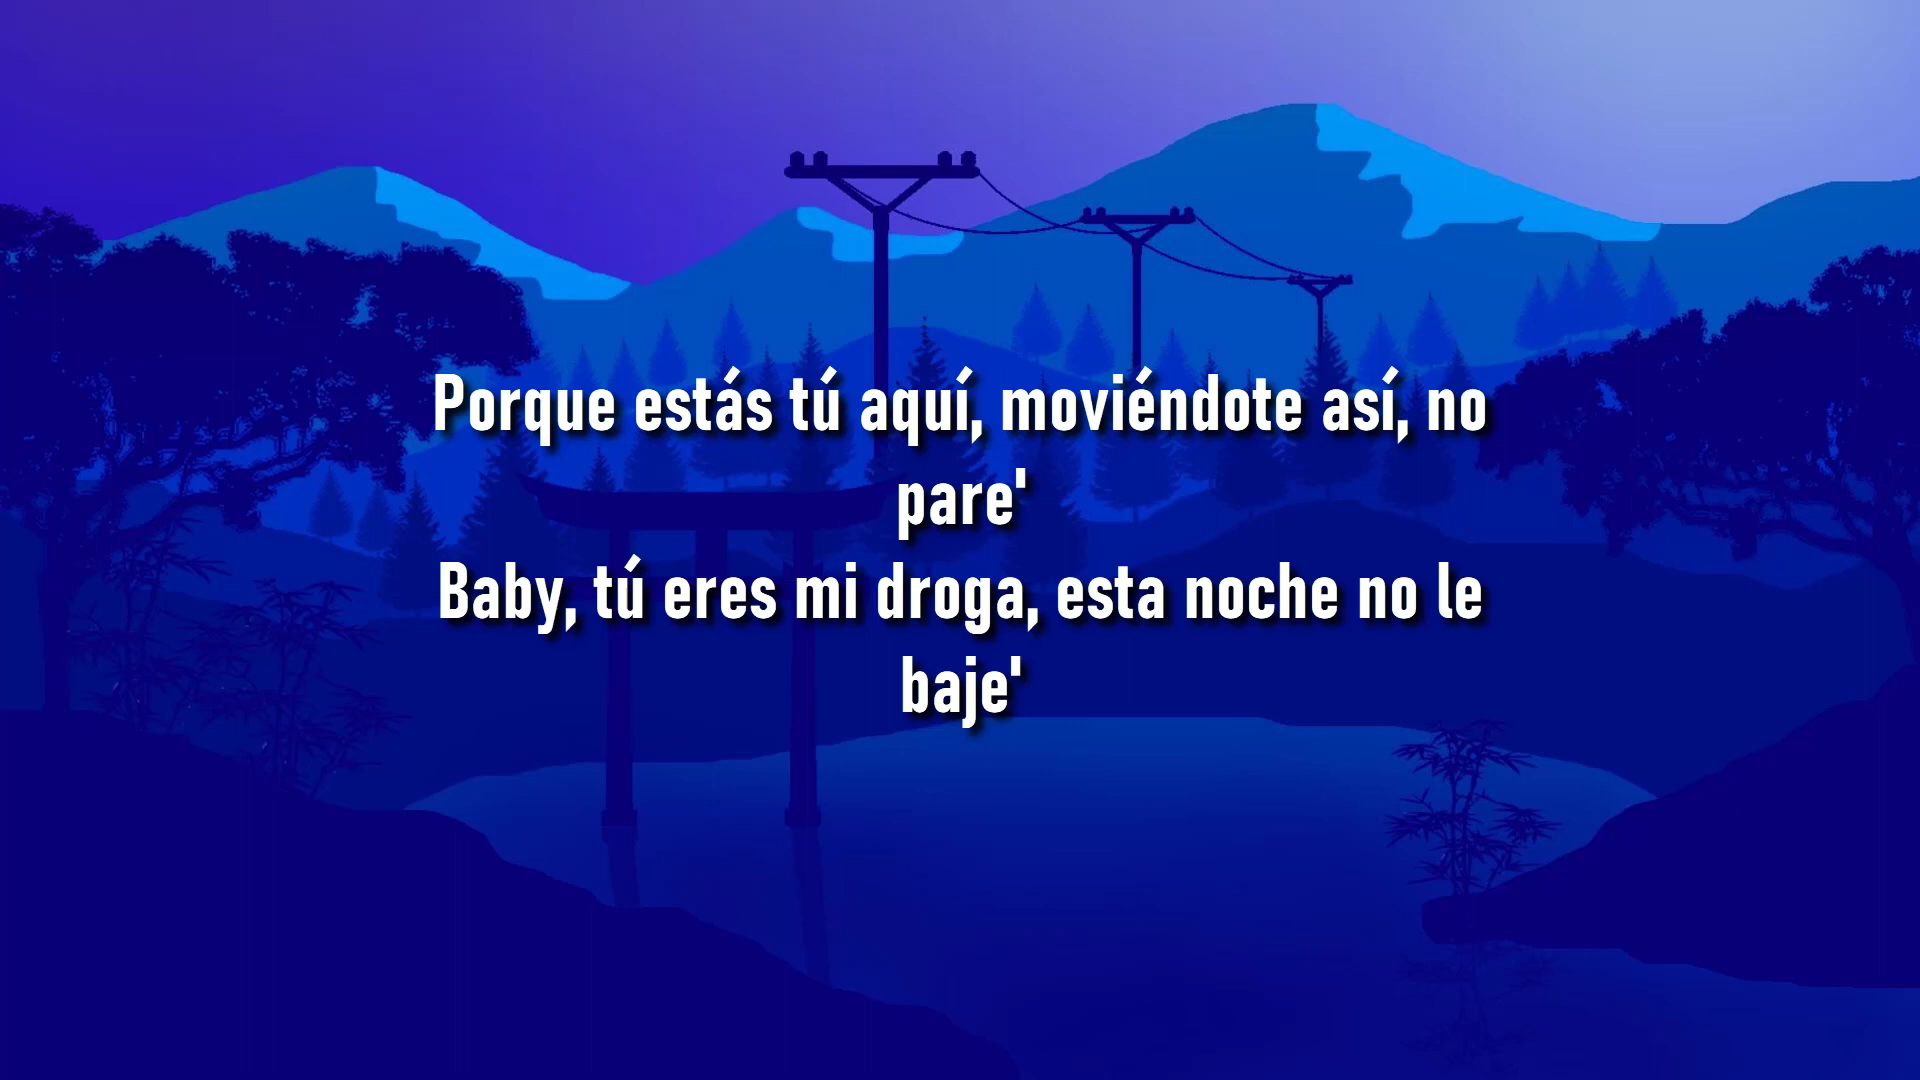 Porque estás tú aquí, moviéndote así, no
pare'
Baby, tú eres mi droga, esta noche no le
baje'